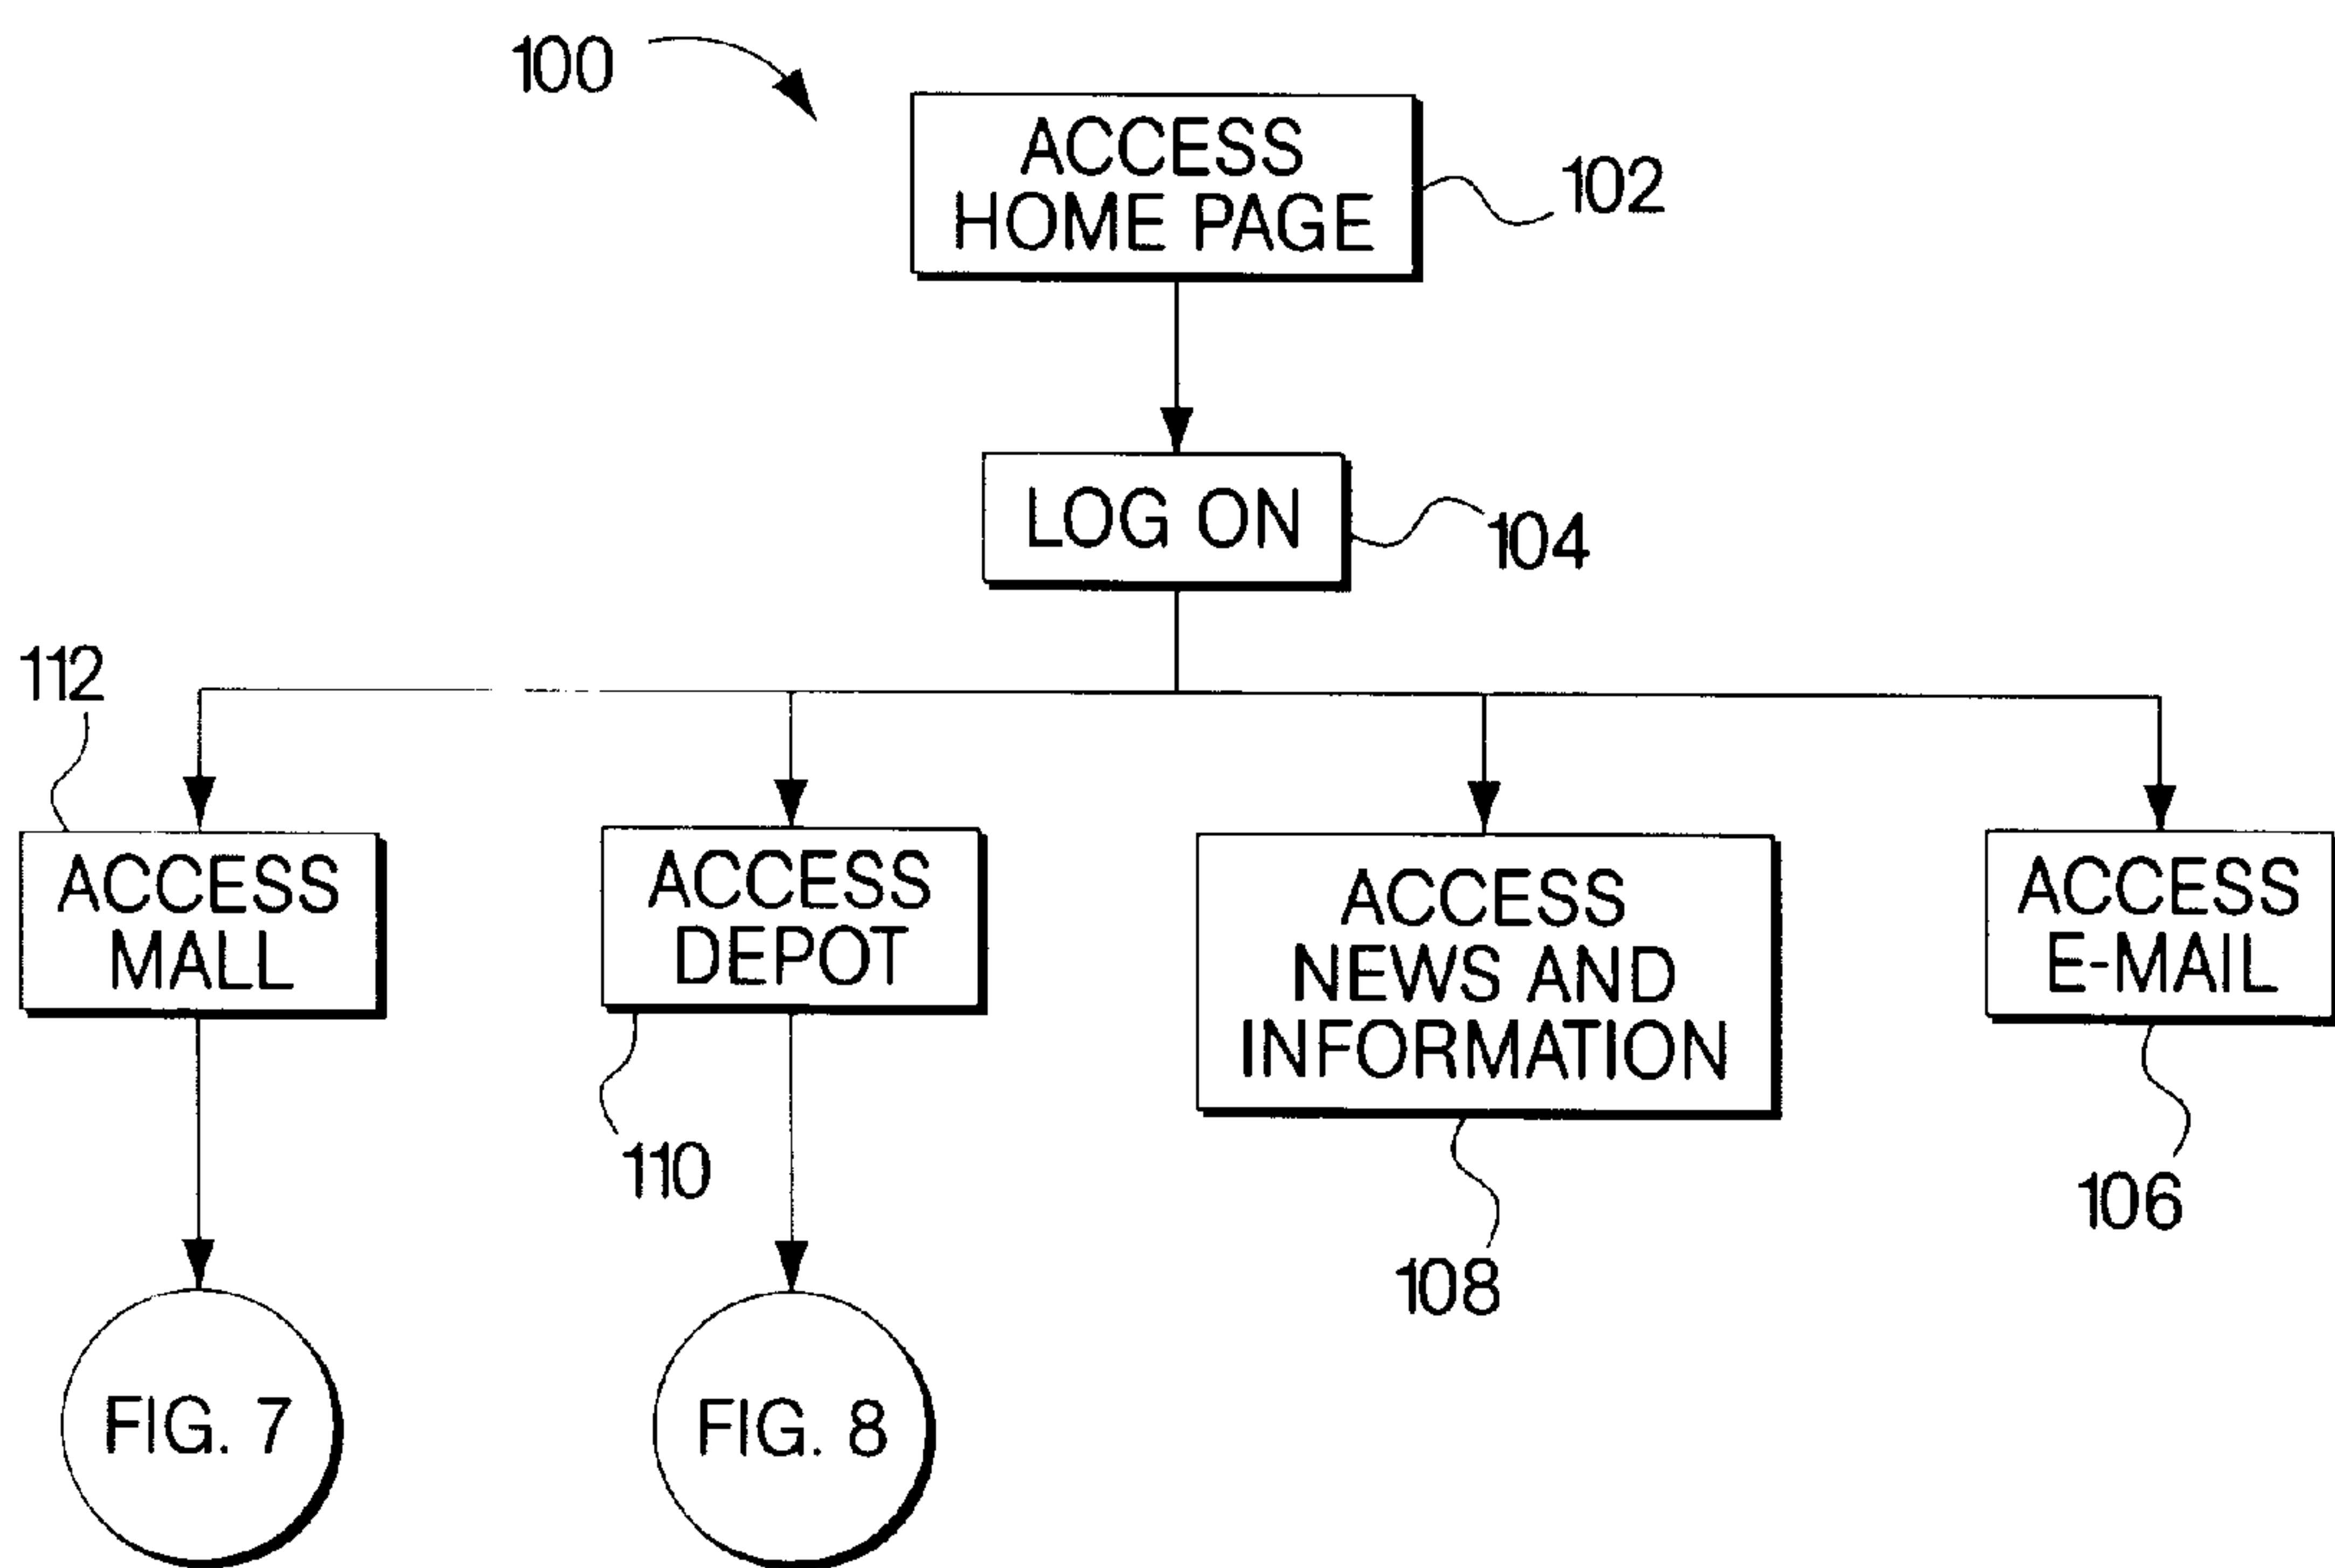 100
ACCESS
HOME PAGE
102
LOG ON
104
112
ACCESS
MALL
ACCESS
DEPOT
ACCESS
NEWS AND
INFORMATION
ACCESS
E-MAIL
110
106
108
FIG. 7
FIG. 8